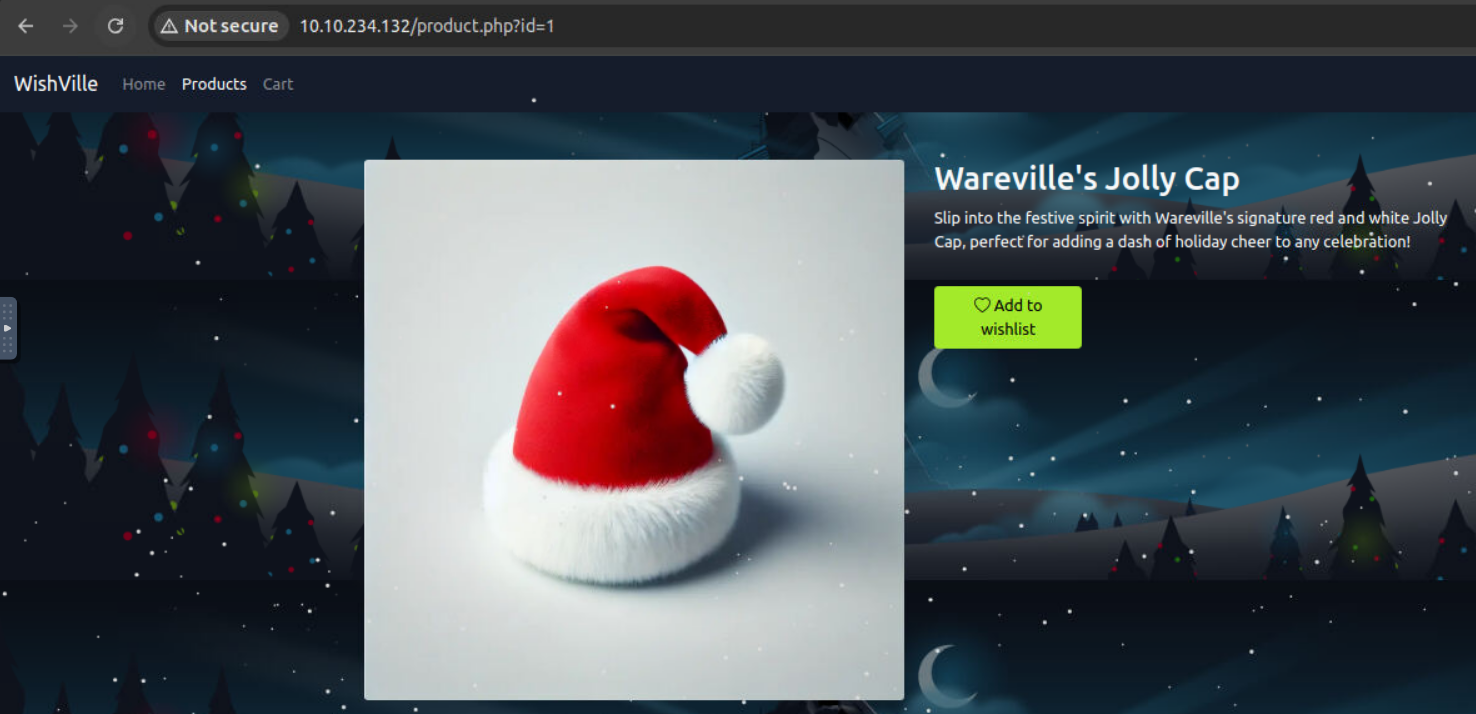 Not secure 10.10.234.132/product.php?id=1
WishVille Home Products Cart
Wareville's Jolly Cap
Slip into the festive spirit with Wareville's signature red and white Jolly
Cap, perfect for adding a dash of holiday cheer to any celebration!
Add to
wishlist